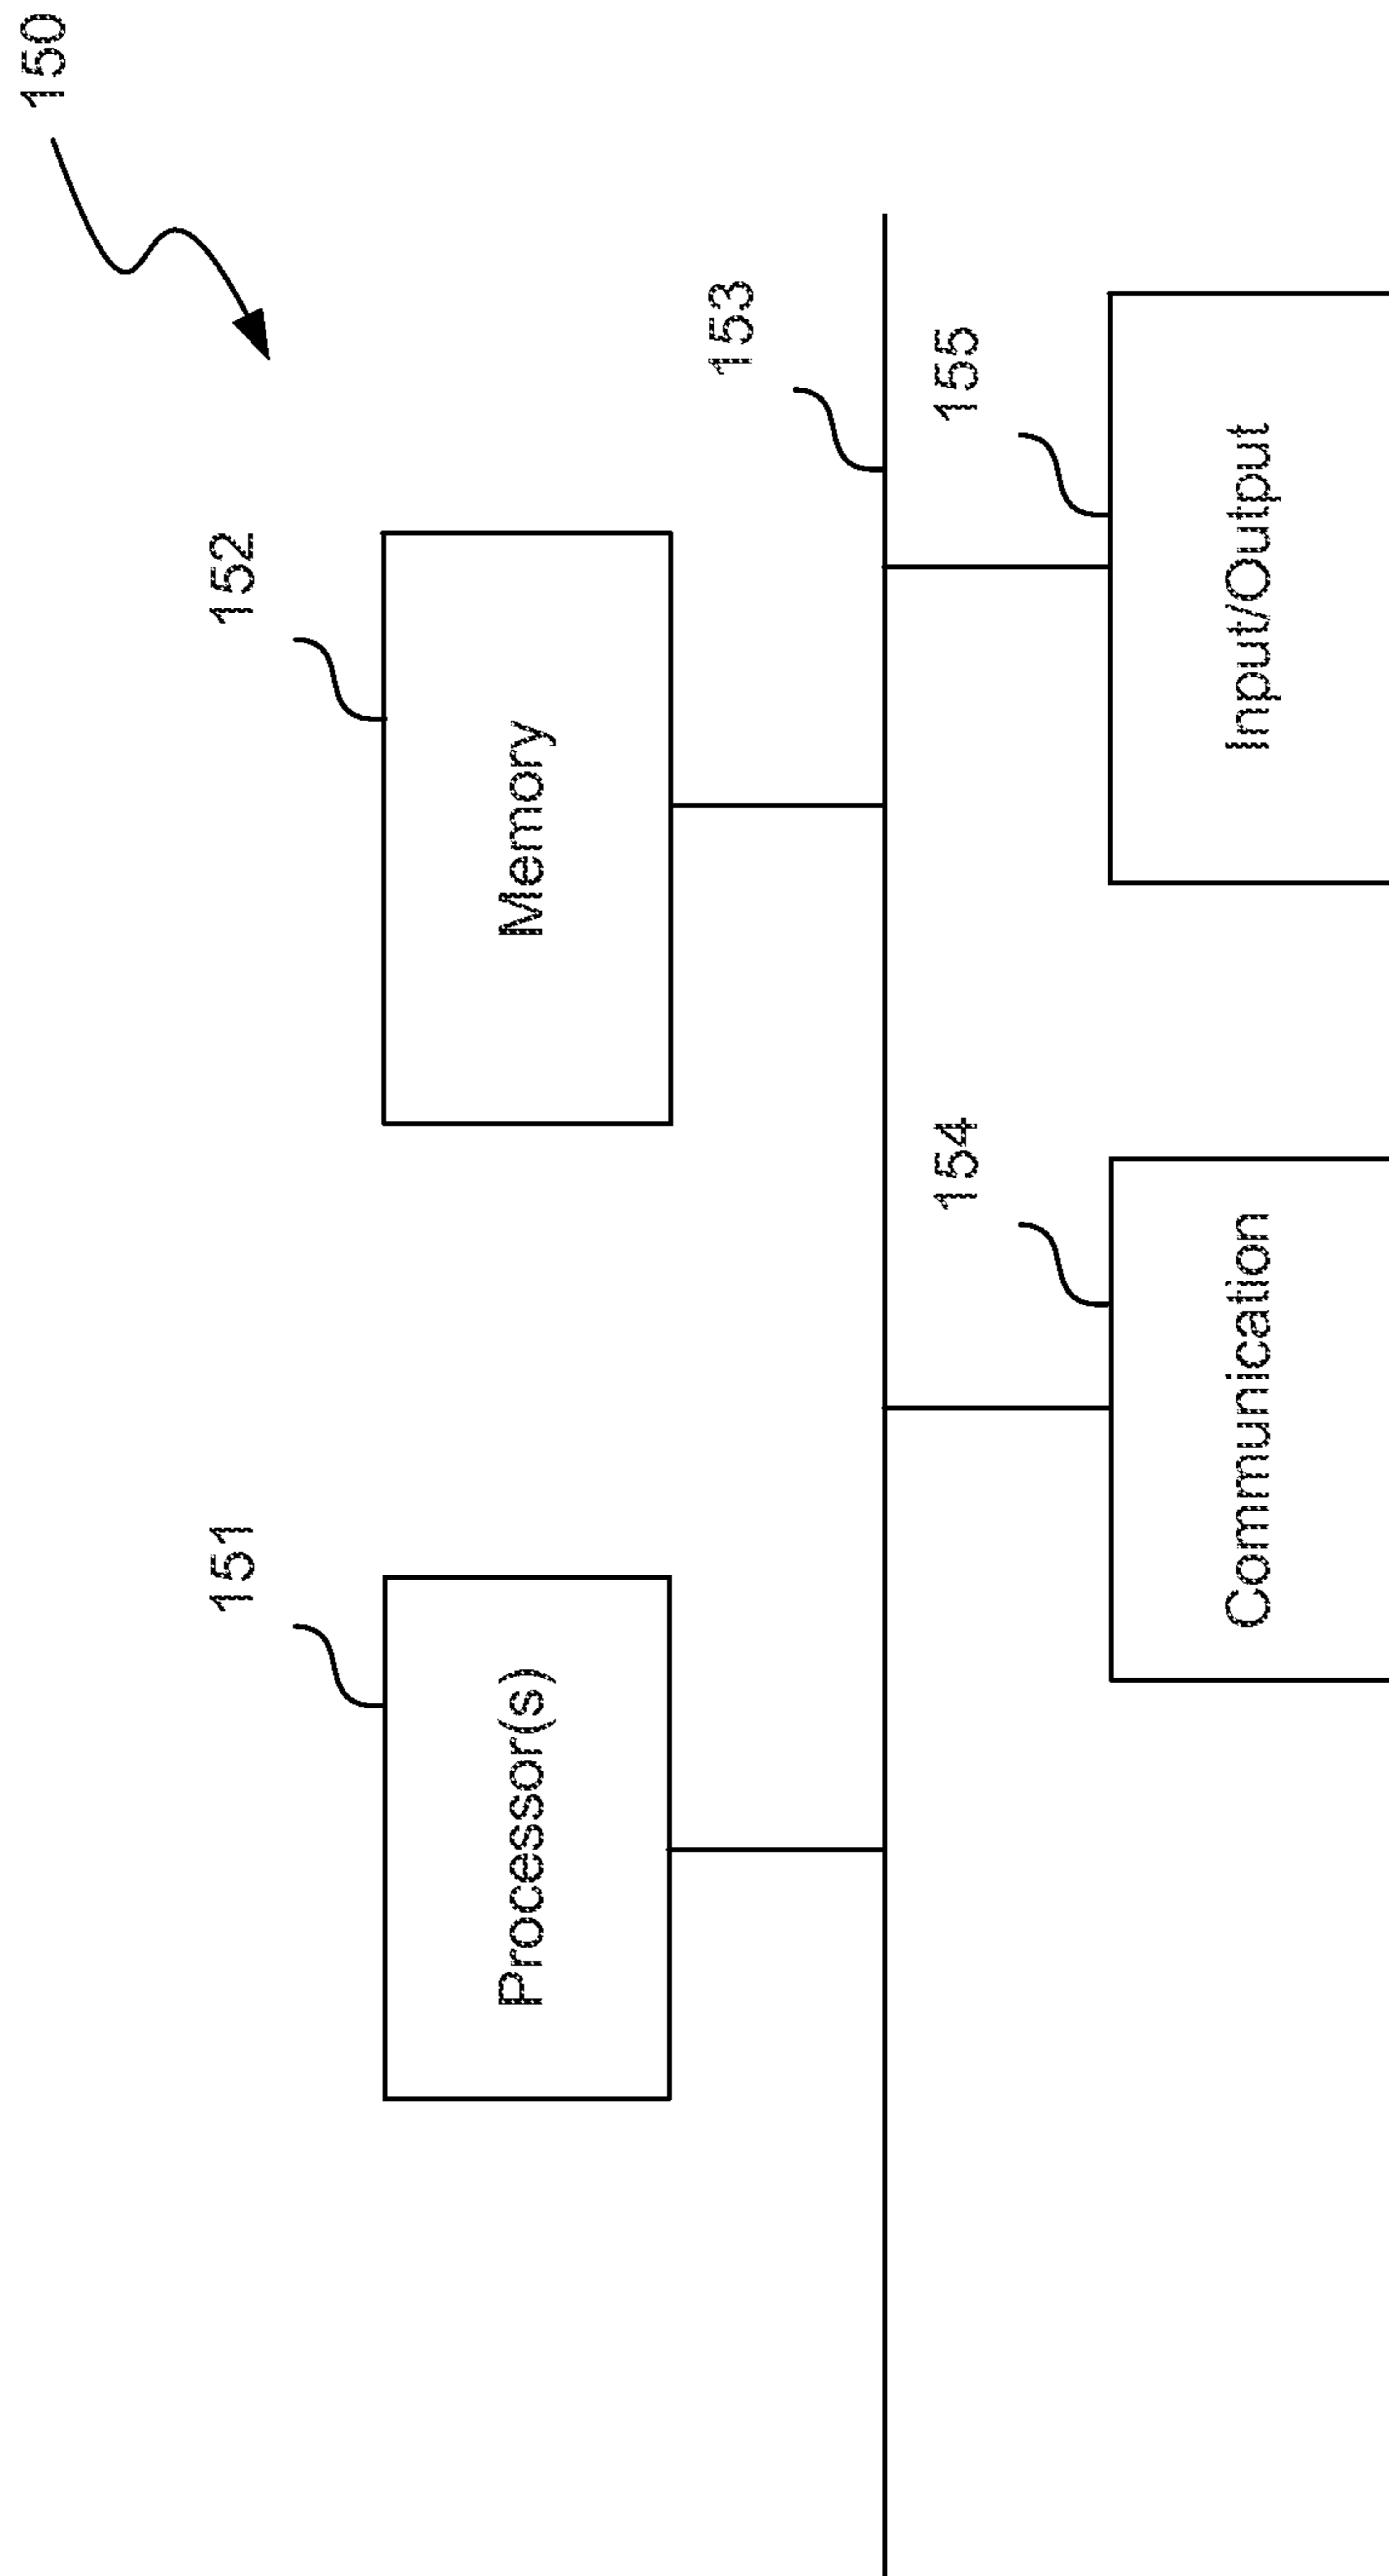 150
151
Processor(s)
152
Memory
153
154
Communication
155
Input/Output